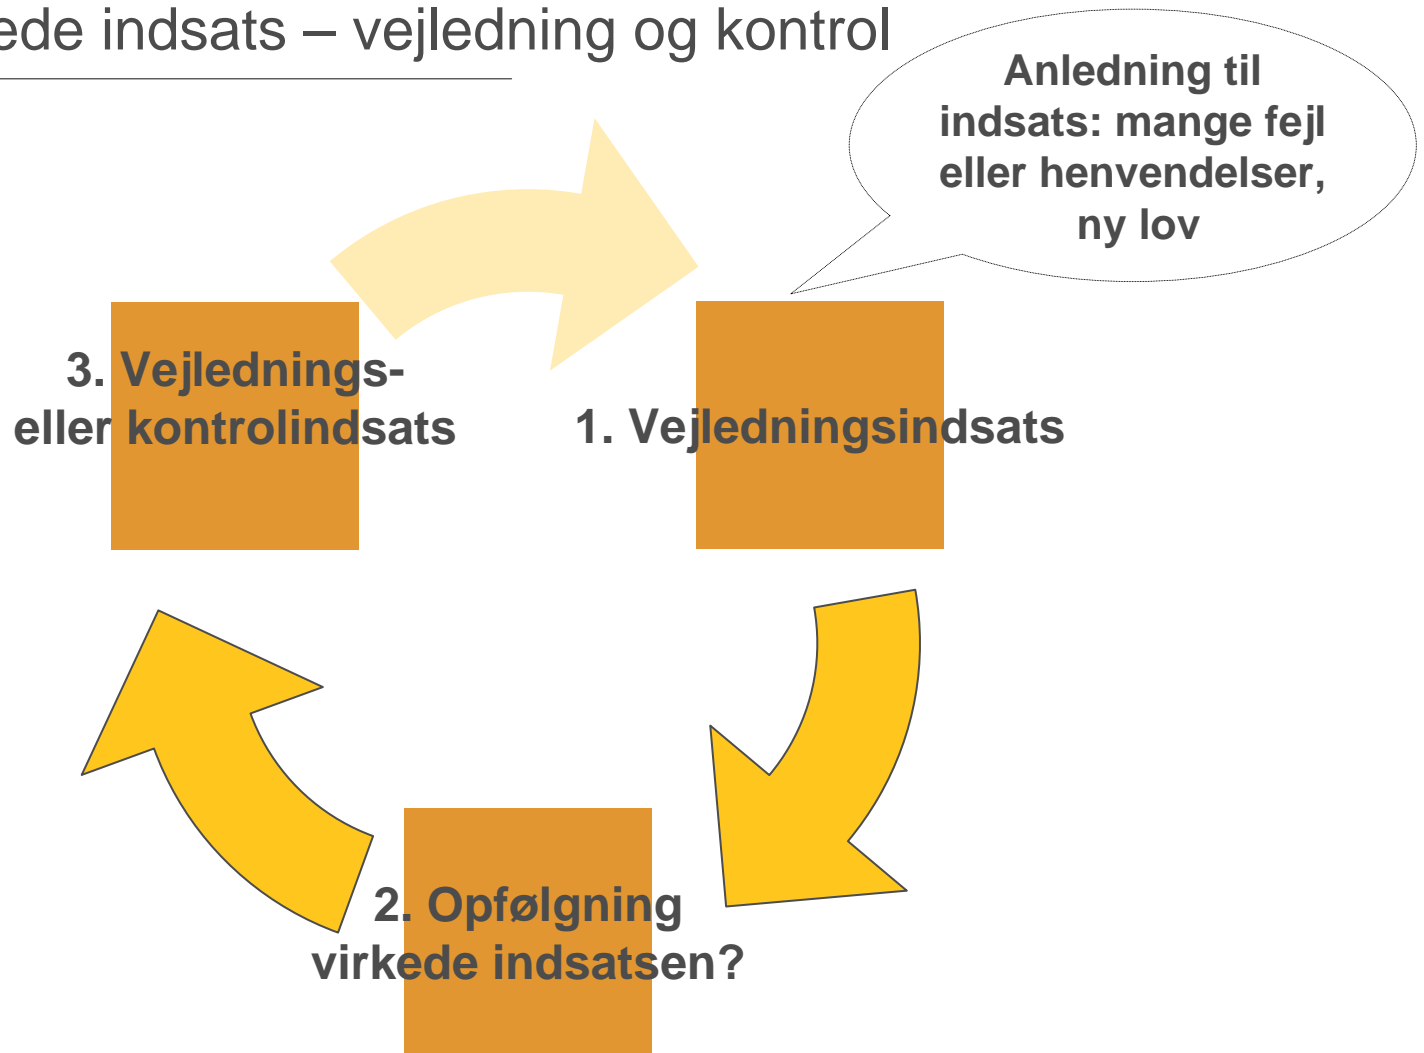 ede indsats – vejledning og kontrol
Anledning til
indsats: mange fejl
eller henvendelser,
ny lov
3. Vejlednings-
eller kontrolindsats
1. Vejledningsindsats
2. Opfølgning
virkede indsatsen?